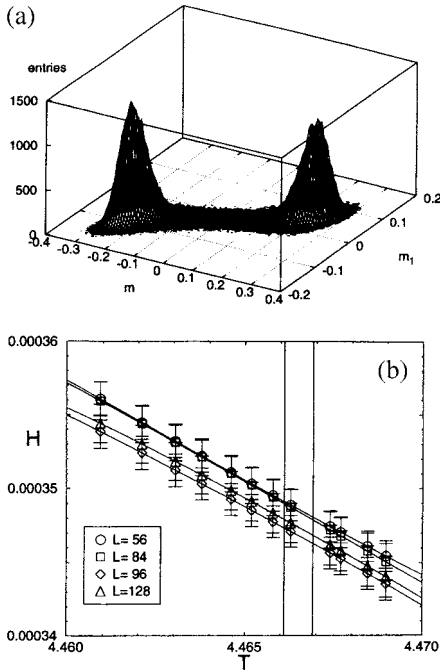 (a)
entries
1500
1000
500
0
-0.4
-0.3
-0.2
-0.1
0
0.1
0.2
0.3
0.4
m
-0.2
-0.1
0
0.1
0.2
m1
(b)
0.00036
H
0.00035
0.00034
L= 56
L= 84
L= 96
L=128
4.460
4.465
4.470
T